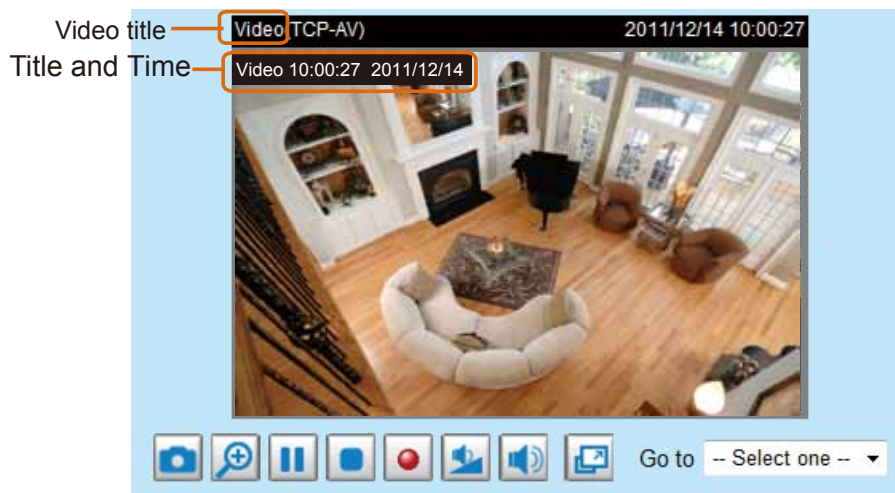 Video title
Video(TCP-AV) 2011/12/14 10:00:27
Title and Time
Video 10:00:27 2011/12/14
Go to -- Select one --